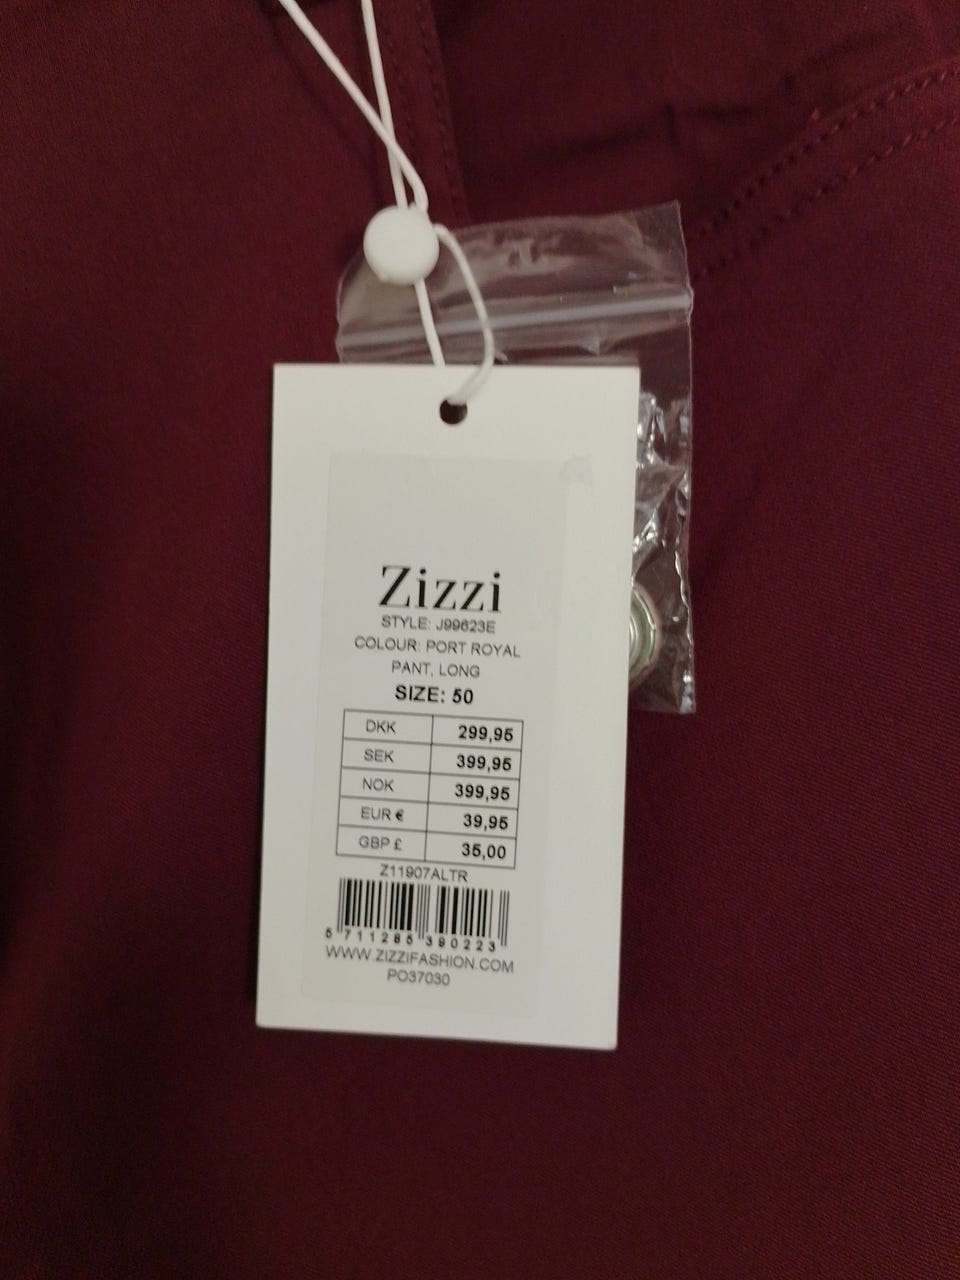 Zizzi
STYLE: J99623E
COLOUR: PORT ROYAL
PANT, LONG
SIZE: 50
DKK 299,95
SEK 399,95
NOK 399,95
EUR € 39,95
GBP £ 35,00
Z11907ALTR
5 711285 390223
WWW.ZIZZIFASHION.COM
PO37030